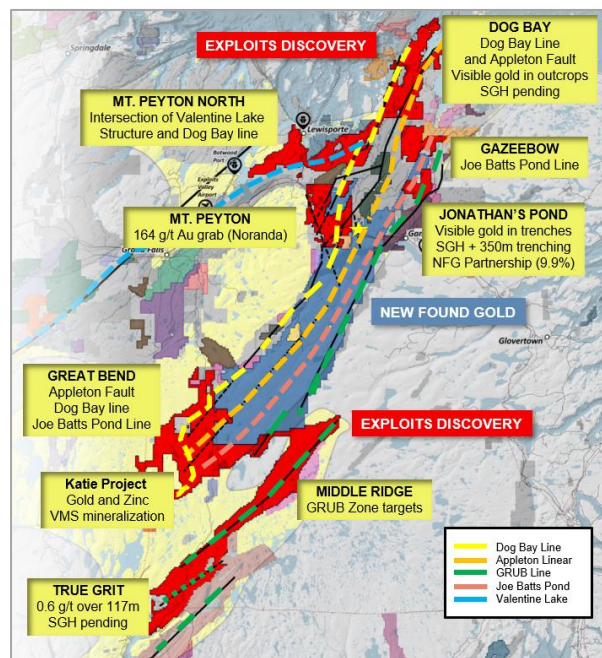 Springdale
EXPLOITS DISCOVERY
DOG BAY
Dog Bay Line
and Appleton Fault
Visible gold in outcrops
SGH pending
MT. PEYTON NORTH
Intersection of Valentine Lake
Structure and Dog Bay line
Lewisporte
Botwood
Port
Exploits
Valley
Airport
GAZEEBOW
Joe Batts Pond Line
MT. PEYTON
164 g/t Au grab (Noranda)
JONATHAN'S POND
Visible gold in trenches
SGH + 350m trenching
NFG Partnership (9.9%)
NEW FOUND GOLD
Glovertown
GREAT BEND
Appleton Fault
Dog Bay line
Joe Batts Pond Line
EXPLOITS DISCOVERY
Katie Project
Gold and Zinc
VMS mineralization
MIDDLE RIDGE
GRUB Zone targets
TRUE GRIT
0.6 g/t over 117m
SGH pending
Dog Bay Line
Appleton Linear
GRUB Line
Joe Batts Pond
Valentine Lake